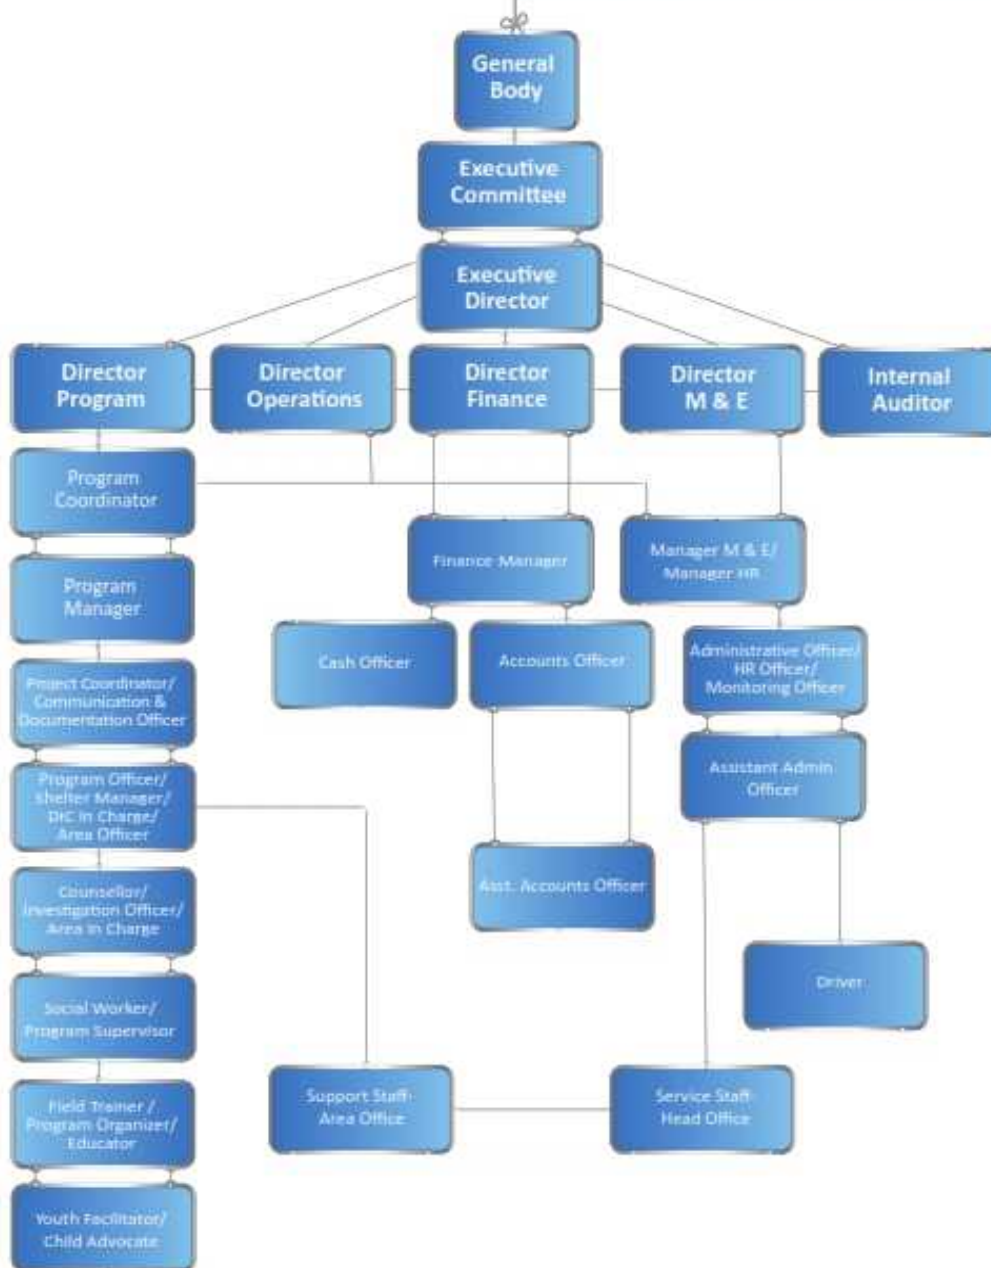 General
Body
Executive
Committee
Executive
Director
Director
Program
Director
Operations
Director
Finance
Director
M & E
Internal
Auditor
Program
Coordinator
Finance Manager
Manager M & E/
Manager HR
Program
Manager
Cash Officer
Accounts Officer
Administrative Officer/
HR Officer/
Monitoring Officer
Project Coordinator/
Communication &
Documentation Officer
Assistant Admin
Officer
Program Officer/
Shelter Manager/
DIC In Charge/
Area Officer
Asst. Accounts Officer
Counsellor/
Investigation Officer/
Area In Charge
Driver
Social Worker/
Program Supervisor
Support Staff-
Area Office
Service Staff-
Head Office
Field Trainer /
Program Organizer/
Educator
Youth Facilitator/
Child Advocate